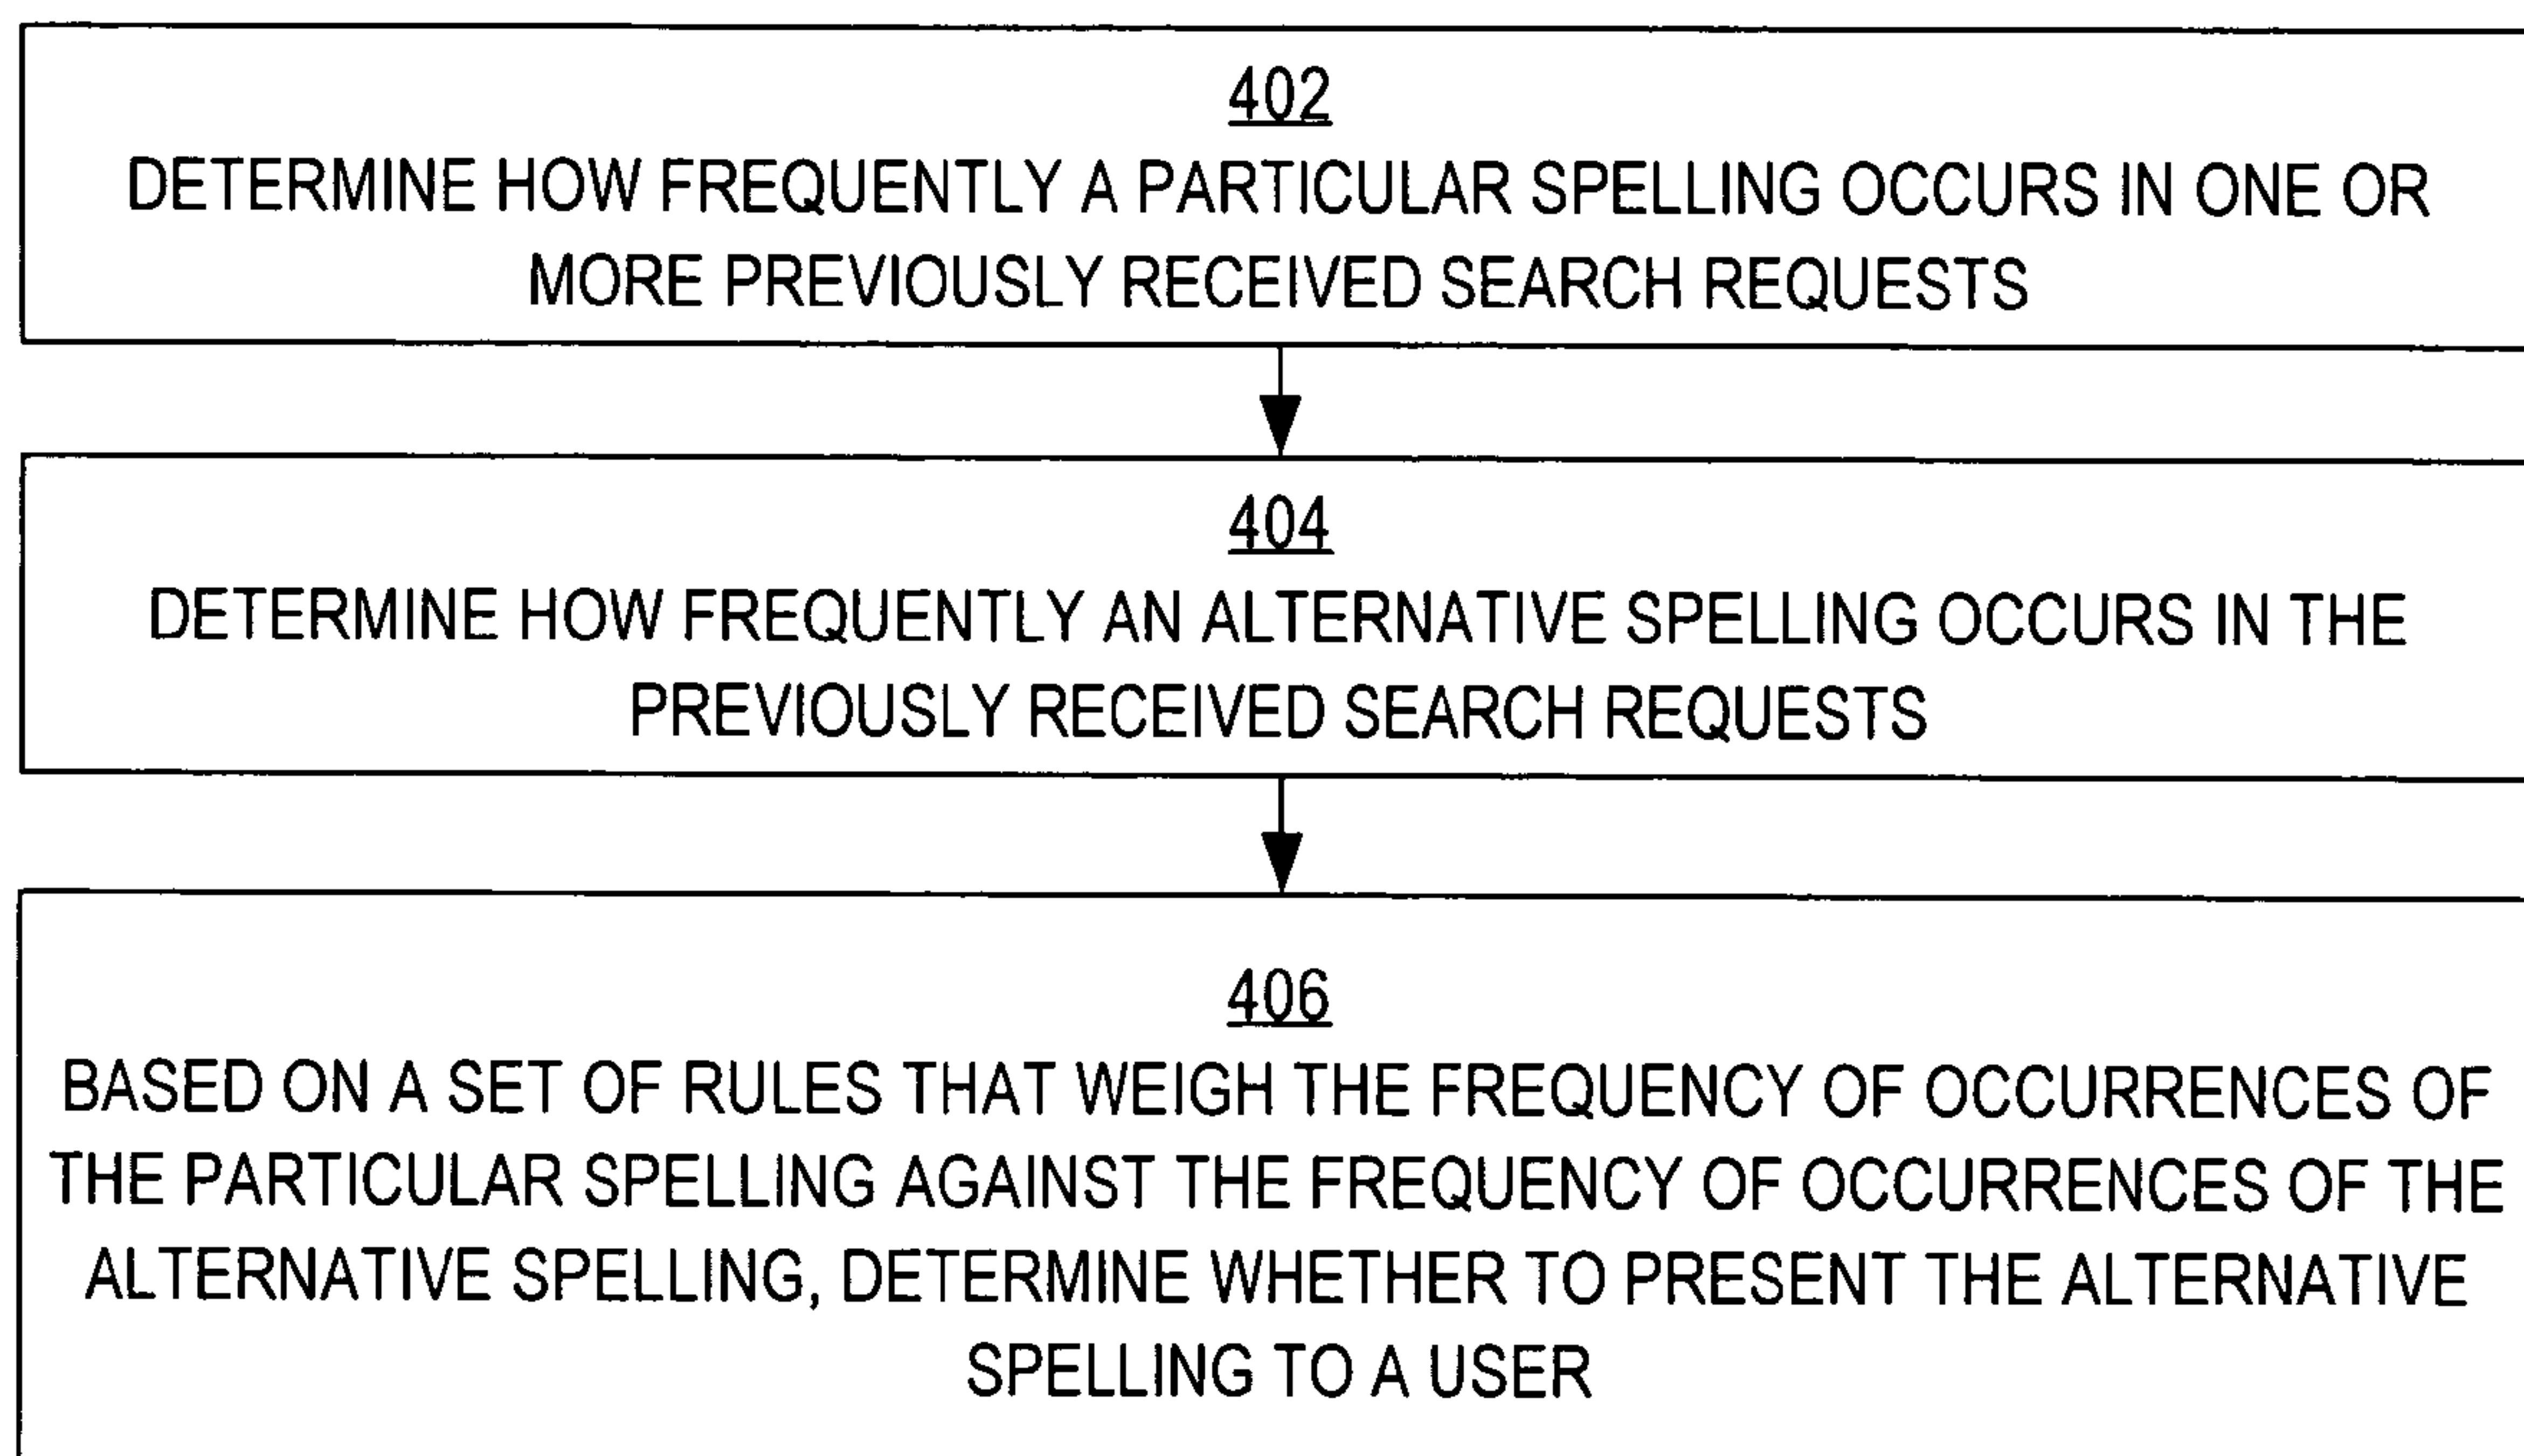 402
DETERMINE HOW FREQUENTLY A PARTICULAR SPELLING OCCURS IN ONE OR
MORE PREVIOUSLY RECEIVED SEARCH REQUESTS
404
DETERMINE HOW FREQUENTLY AN ALTERNATIVE SPELLING OCCURS IN THE
PREVIOUSLY RECEIVED SEARCH REQUESTS
406
BASED ON A SET OF RULES THAT WEIGH THE FREQUENCY OF OCCURRENCES OF
THE PARTICULAR SPELLING AGAINST THE FREQUENCY OF OCCURRENCES OF THE
ALTERNATIVE SPELLING, DETERMINE WHETHER TO PRESENT THE ALTERNATIVE
SPELLING TO A USER